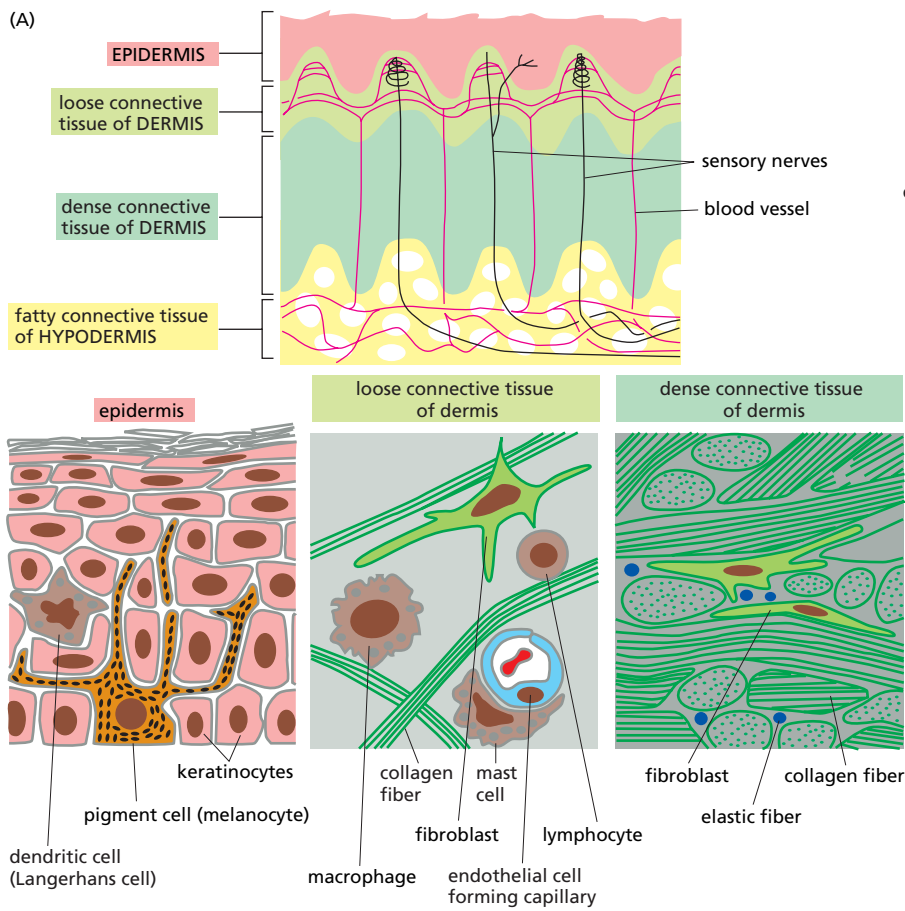 (A)
EPIDERMIS
loose connective
tissue of DERMIS
dense connective
tissue of DERMIS
fatty connective tissue
of HYPODERMIS
sensory nerves
blood vessel
epidermis
loose connective tissue
of dermis
dense connective tissue
of dermis
keratinocytes
pigment cell (melanocyte)
dendritic cell
(Langerhans cell)
collagen
fiber
mast
cell
fibroblast
lymphocyte
macrophage
endothelial cell
forming capillary
fibroblast
collagen fiber
elastic fiber